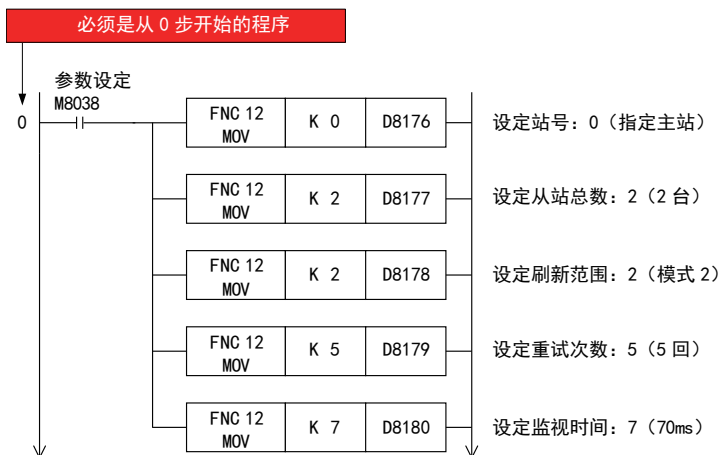 必须是从 0 步开始的程序
参数设定
M8038
0
FNC 12
MOV
K 0
D8176
设定站号：0（指定主站）
FNC 12
MOV
K 2
D8177
设定从站总数：2（2 台）
FNC 12
MOV
K 2
D8178
设定刷新范围：2（模式 2）
FNC 12
MOV
K 5
D8179
设定重试次数：5（5 回）
FNC 12
MOV
K 7
D8180
设定监视时间：7（70ms）